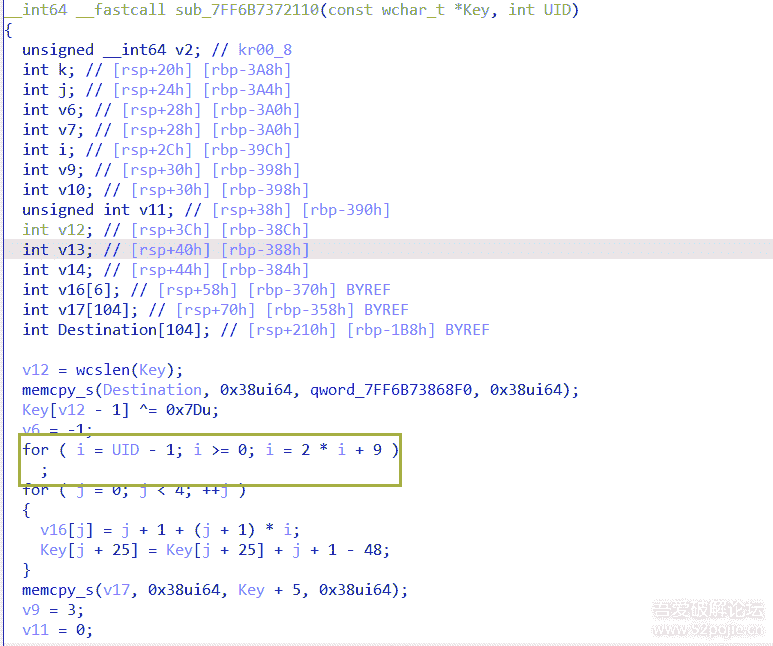 __int64 __fastcall sub_7FF6B7372110(const wchar_t *Key, int UID)
{
unsigned __int64 v2; // kr00_8
int k; // [rsp+20h] [rbp-3A8h]
int j; // [rsp+24h] [rbp-3A4h]
int v6; // [rsp+28h] [rbp-3A0h]
int v7; // [rsp+28h] [rbp-3A0h]
int i; // [rsp+2Ch] [rbp-39Ch]
int v9; // [rsp+30h] [rbp-398h]
int v10; // [rsp+30h] [rbp-398h]
unsigned int v11; // [rsp+38h] [rbp-390h]
int v12; // [rsp+3Ch] [rbp-38Ch]
int v13; // [rsp+40h] [rbp-388h]
int v14; // [rsp+44h] [rbp-384h]
int v16[6]; // [rsp+58h] [rbp-370h] BYREF
int v17[104]; // [rsp+70h] [rbp-358h] BYREF
int Destination[104]; // [rsp+210h] [rbp-1B8h] BYREF
v12 = wcslen(Key);
memcpy_s(Destination, 0x38ui64, qword_7FF6B73868F0, 0x38ui64);
Key[v12 - 1] ^= 0x7Du;
v6 = -1;
for ( i = UID - 1; i >= 0; i = 2 * i + 9 )
;
for ( j = 0; j < 4; ++j )
{
v16[j] = j + 1 + (j + 1) * i;
Key[j + 25] = Key[j + 25] + j + 1 - 48;
}
memcpy_s(v17, 0x38ui64, Key + 5, 0x38ui64);
v9 = 3;
v11 = 0;
吾爱破解论坛
www.52pojie.cn